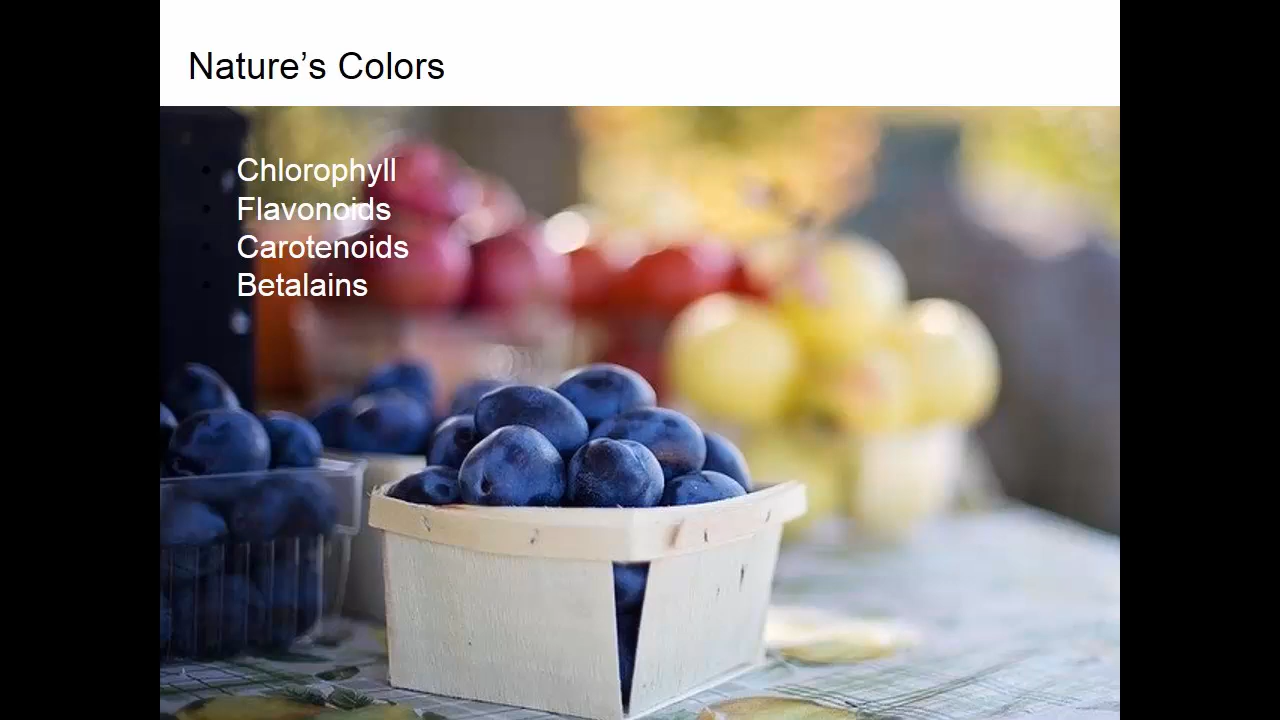 Nature’s Colors
• Chlorophyll
• Flavonoids
• Carotenoids
• Betalains